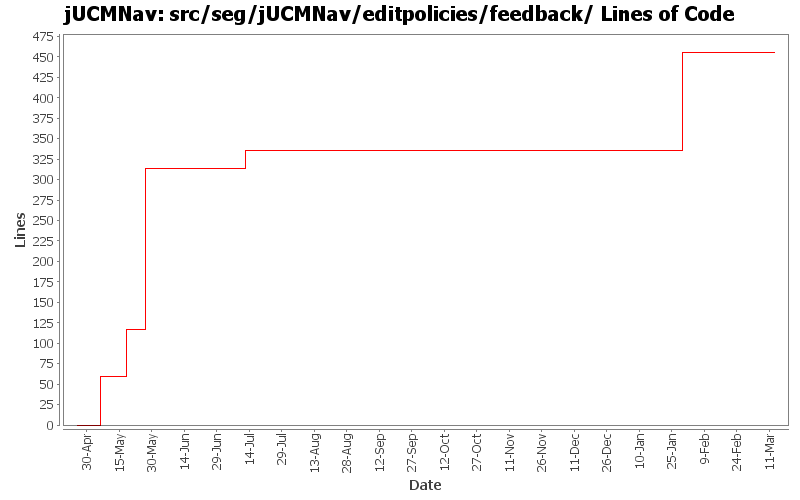 jUCMNav: src/seg/jUCMNav/editpolicies/feedback/ Lines of Code
475
450
425
400
375
350
325
300
275
250
225
200
175
150
125
100
75
50
25
0
Lines
30-Apr
15-May
30-May
14-Jun
29-Jun
14-Jul
29-Jul
13-Aug
28-Aug
12-Sep
27-Sep
12-Oct
27-Oct
11-Nov
26-Nov
11-Dec
26-Dec
10-Jan
25-Jan
9-Feb
24-Feb
11-Mar
Date